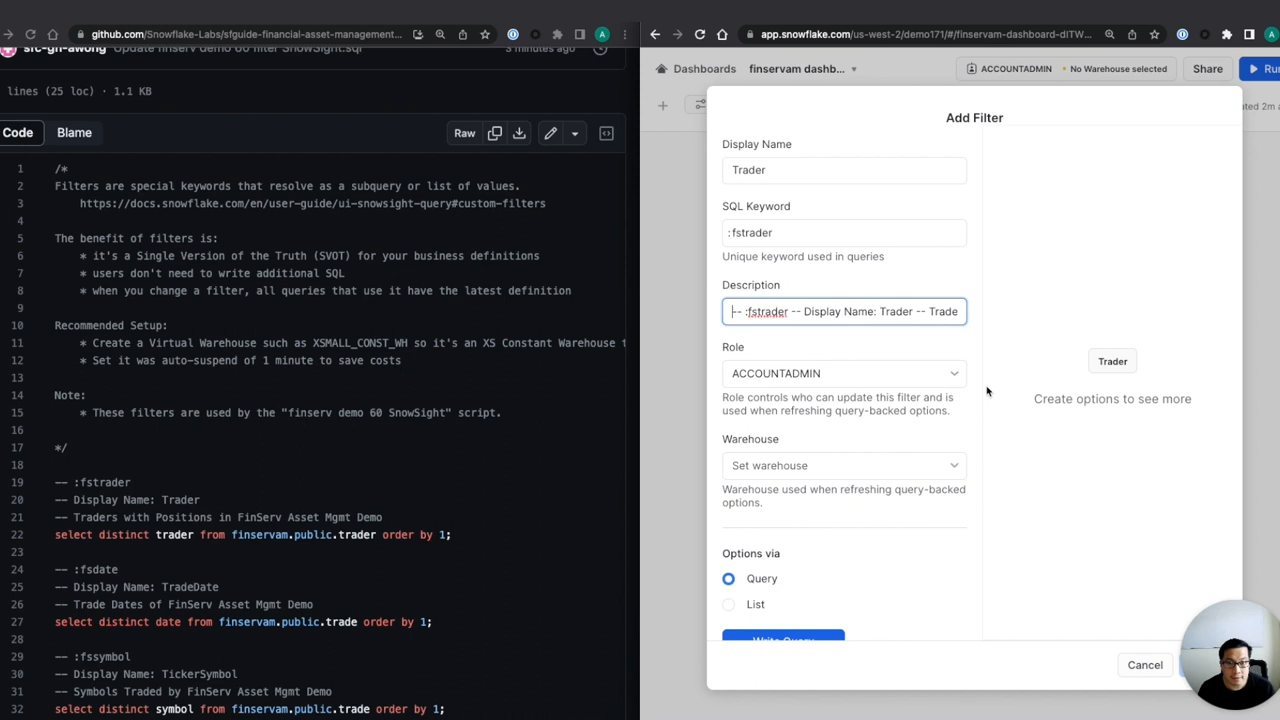 github.com/Snowflake-Labs/sfguide-financial-asset-management...
Update finserv demo 60 filter SnowSight.sql
3 minutes ago
lines (25 loc) · 1.1 KB
Code
Blame
Raw
1 /*
2 Filters are special keywords that resolve as a subquery or list of values.
3 https://docs.snowflake.com/en/user-guide/ui-snowsight-query#custom-filters
4
5 The benefit of filters is:
6 * it's a Single Version of the Truth (SVOT) for your business definitions
7 * users don't need to write additional SQL
8 * when you change a filter, all queries that use it have the latest definition
9
10 Recommended Setup:
11 * Create a Virtual Warehouse such as XSMALL_CONST_WH so it's an XS Constant Warehouse f
12 * Set it was auto-suspend of 1 minute to save costs
13
14 Note:
15 * These filters are used by the "finserv demo 60 SnowSight" script.
16
17 */
18
19 -- :fstrader
20 -- Display Name: Trader
21 -- Traders with Positions in FinServ Asset Mgmt Demo
22 select distinct trader from finservam.public.trader order by 1;
23
24 -- :fsdate
25 -- Display Name: TradeDate
26 -- Trade Dates of FinServ Asset Mgmt Demo
27 select distinct date from finservam.public.trade order by 1;
28
29 -- :fssymbol
30 -- Display Name: TickerSymbol
31 -- Symbols Traded by FinServ Asset Mgmt Demo
32 select distinct symbol from finservam.public.trade order by 1;
A
app.snowflake.com/us-west-2/demo171/#/finservam-dashboard-dITW...
A
Dashboards
finservam dashb...
ACCOUNTADMIN
No Warehouse selected
Share
Run
ated 2m a
Add Filter
Display Name
Trader
SQL Keyword
:fstrader
Unique keyword used in queries
Description
-- :fstrader -- Display Name: Trader -- Trade
Role
ACCOUNTADMIN
Role controls who can update this filter and is
used when refreshing query-backed options.
Warehouse
Set warehouse
Warehouse used when refreshing query-backed
options.
Options via
Query
List
Write Query
Trader
Create options to see more
Cancel